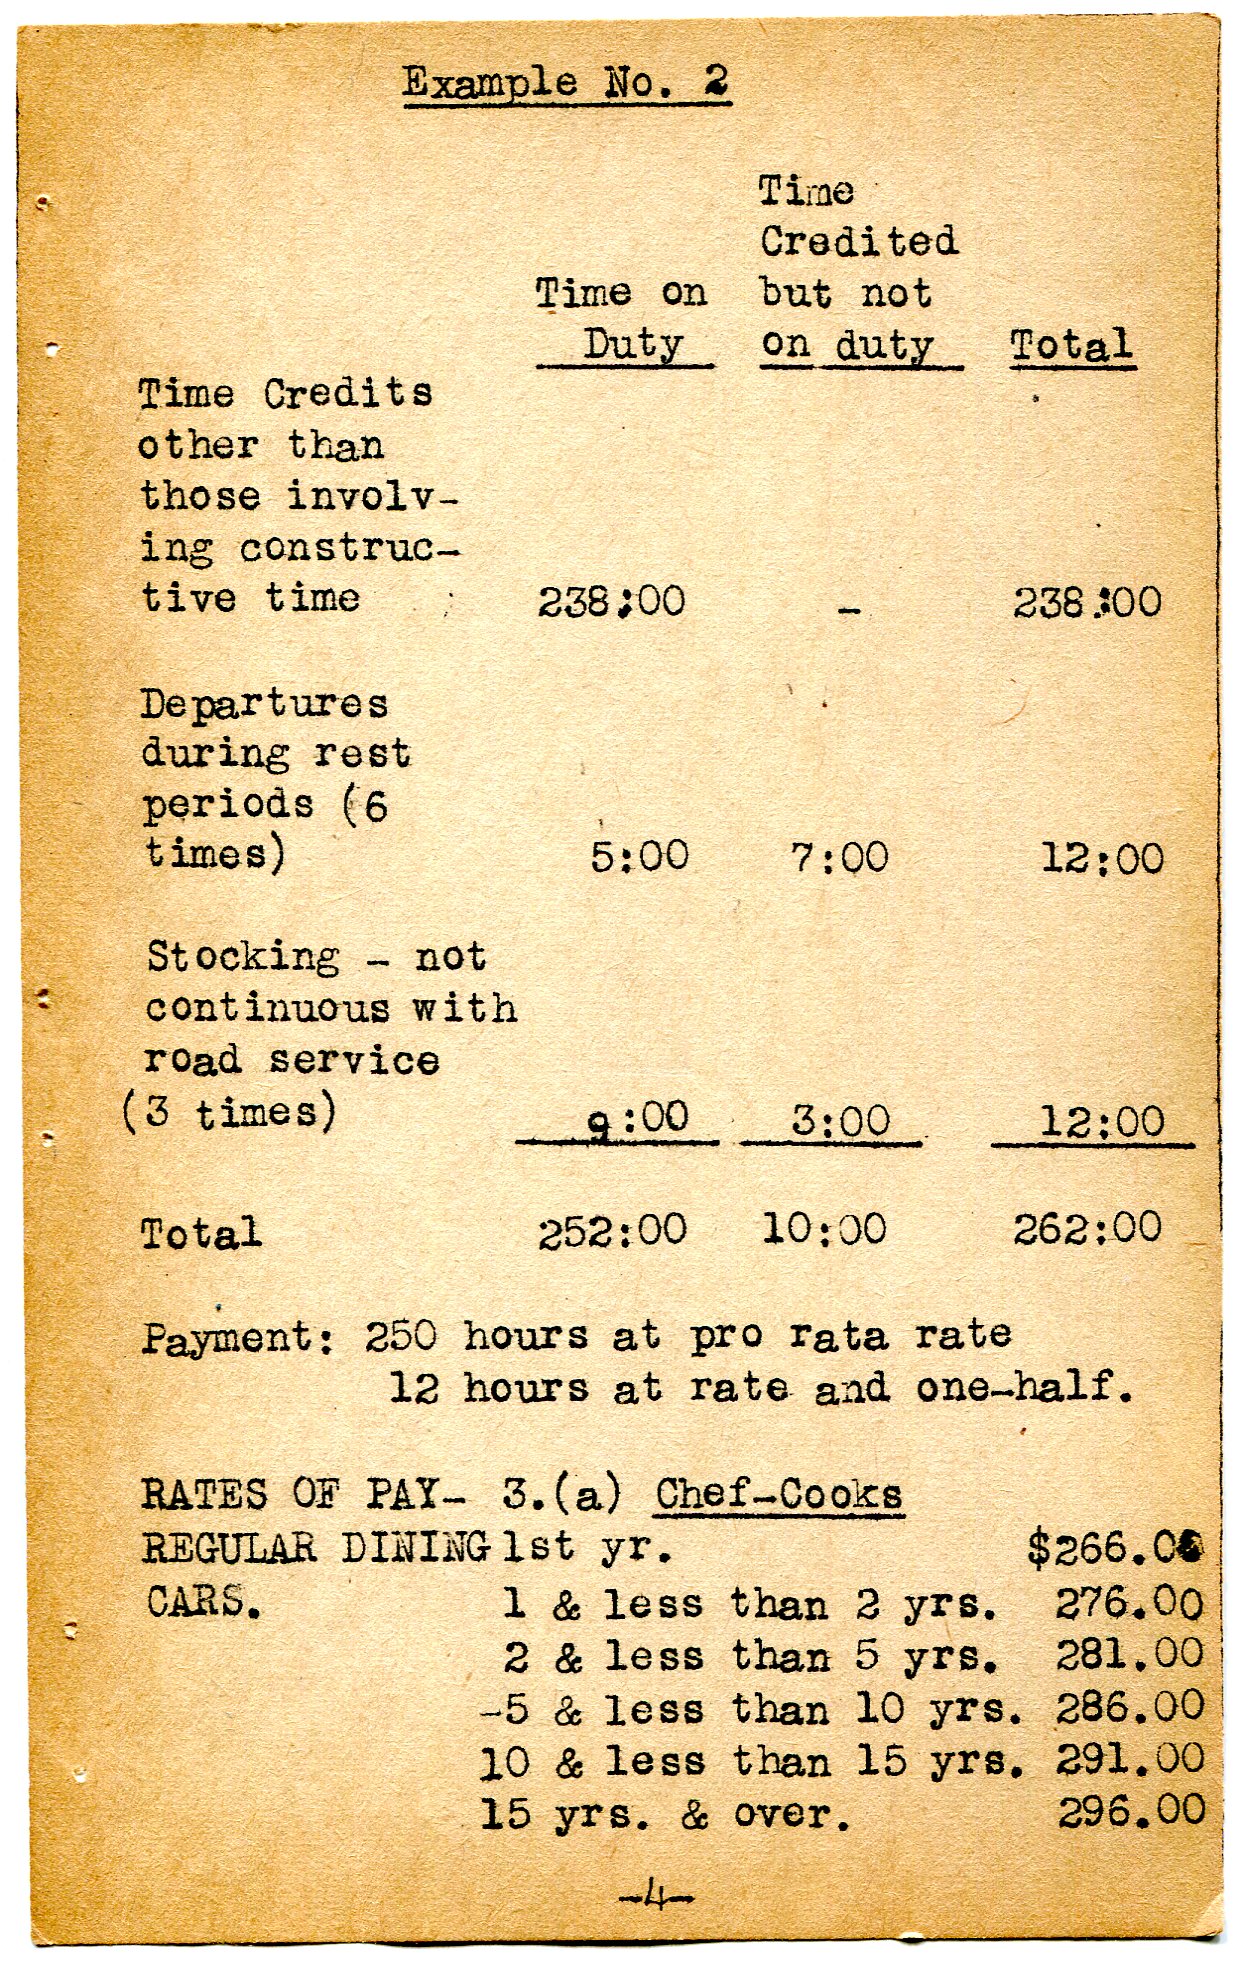 Example No. 2
Time
Credited
Time on but not
Duty on duty Total
Time Credits
other than
those involv-
ing construc-
tive time 238:00 - 238:00
Departures
during rest
periods (6
times) 5:00 7:00 12:00
Stocking - not
continuous with
road service
(3 times) 9:00 3:00 12:00
Total 252:00 10:00 262:00
Payment: 250 hours at pro rata rate
12 hours at rate and one-half.
RATES OF PAY- 3.(a) Chef-Cooks
REGULAR DINING 1st yr. $266.00
CARS. 1 & less than 2 yrs. 276.00
2 & less than 5 yrs. 281.00
-5 & less than 10 yrs. 286.00
10 & less than 15 yrs. 291.00
15 yrs. & over. 296.00
-4-